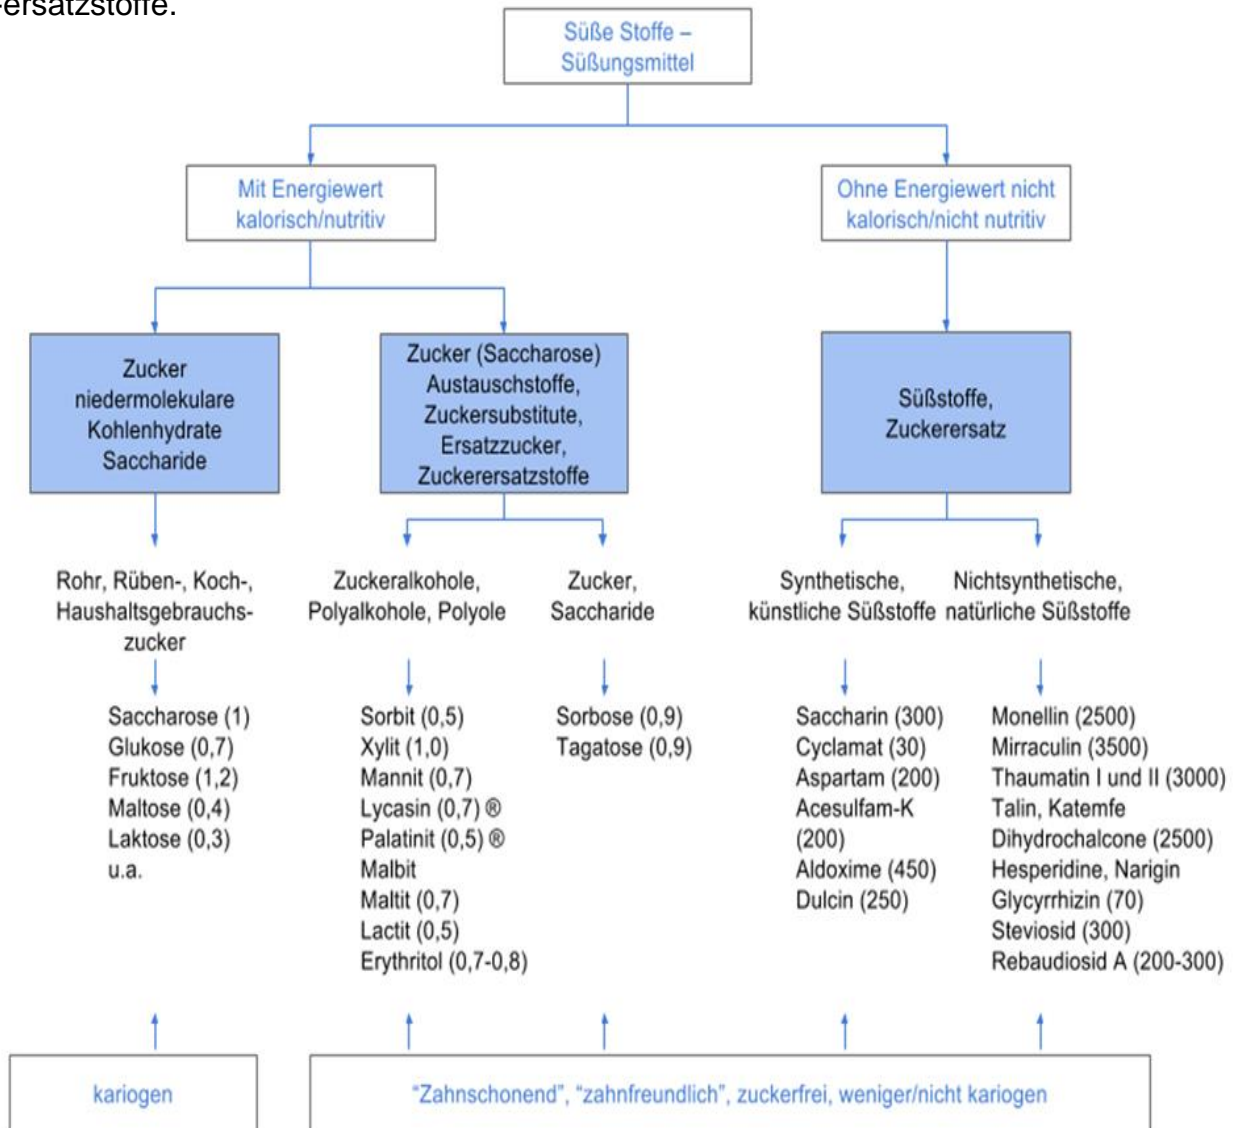 -ersatzstoffe.
Süße Stoffe –
Süßungsmittel
Mit Energiewert
kalorisch/nutritiv
Ohne Energiewert nicht
kalorisch/nicht nutritiv
Zucker
niedermolekulare
Kohlenhydrate
Saccharide
Zucker (Saccharose)
Austauschstoffe,
Zuckersubstitute,
Ersatzzucker,
Zuckerersatzstoffe
Süßstoffe,
Zuckerersatz
Rohr, Rüben-, Koch-,
Haushaltsgebrauchs-
zucker
Zuckeralkohole,
Polyalkohole, Polyole
Zucker,
Saccharide
Synthetische,
künstliche Süßstoffe
Nichtsynthetische,
natürliche Süßstoffe
Saccharose (1)
Glukose (0,7)
Fruktose (1,2)
Maltose (0,4)
Laktose (0,3)
u.a.
Sorbit (0,5)
Xylit (1,0)
Mannit (0,7)
Lycasin (0,7) ®
Palatinit (0,5) ®
Malbit
Maltit (0,7)
Lactit (0,5)
Erythritol (0,7-0,8)
Sorbose (0,9)
Tagatose (0,9)
Saccharin (300)
Cyclamat (30)
Aspartam (200)
Acesulfam-K
(200)
Aldoxime (450)
Dulcin (250)
Monellin (2500)
Mirraculin (3500)
Thaumatin I und II (3000)
Talin, Katemfe
Dihydrochalcone (2500)
Hesperidine, Narigin
Glycyrrhizin (70)
Steviosid (300)
Rebaudiosid A (200-300)
kariogen
“Zahnschonend”, “zahnfreundlich”, zuckerfrei, weniger/nicht kariogen